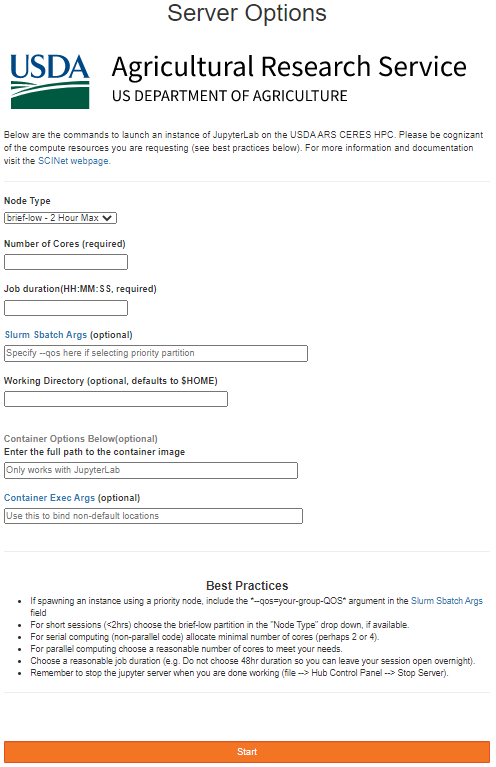 Server Options
USDA
Agricultural Research Service
US DEPARTMENT OF AGRICULTURE
Below are the commands to launch an instance of JupyterLab on the USDA ARS CERES HPC. Please be cognizant
of the compute resources you are requesting (see best practices below). For more information and documentation
visit the SCINet webpage.
Node Type
brief-low - 2 Hour Max
Number of Cores (required)
Job duration(HH:MM:SS, required)
Slurm Sbatch Args (optional)
Specify --qos here if selecting priority partition
Working Directory (optional, defaults to $HOME)
Container Options Below(optional)
Enter the full path to the container image
Only works with JupyterLab
Container Exec Args (optional)
Use this to bind non-default locations
Best Practices
• If spawning an instance using a priority node, include the *--qos=your-group-QOS* argument in the Slurm Sbatch Args
field
• For short sessions (<2hrs) choose the brief-low partition in the "Node Type" drop down, if available.
• For serial computing (non-parallel code) allocate minimal number of cores (perhaps 2 or 4).
• For parallel computing choose a reasonable number of cores to meet your needs.
• Choose a reasonable job duration (e.g. Do not choose 48hr duration so you can leave your session open overnight).
• Remember to stop the jupyter server when you are done working (file --> Hub Control Panel --> Stop Server).
Start